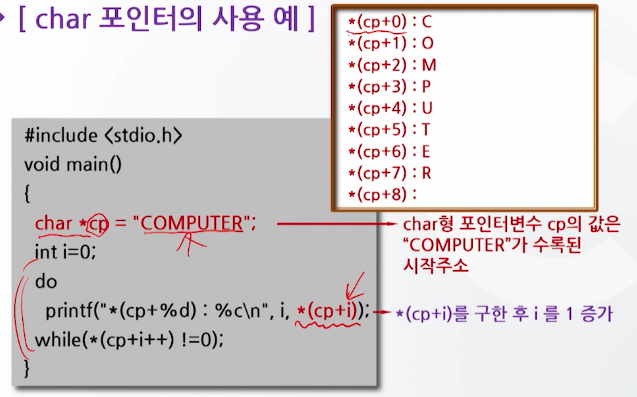 [ char 포인터의 사용 예 ]
*(cp+0) : C
*(cp+1) : O
*(cp+2) : M
*(cp+3) : P
*(cp+4) : U
*(cp+5) : T
*(cp+6) : E
*(cp+7) : R
*(cp+8) :
#include <stdio.h>
void main()
{
char *cp = "COMPUTER";
char형 포인터변수 cp의 값은
"COMPUTER"가 수록된
시작주소
int i=0;
do
printf("*(cp+%d) : %c\n", i, *(cp+i));
*(cp+i)를 구한 후 i 를 1 증가
while(*(cp+i++) !=0);
}